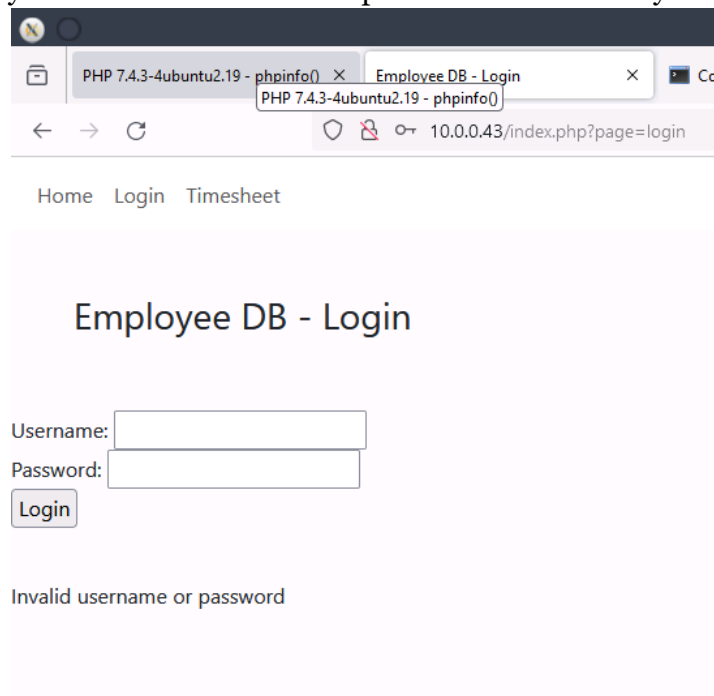 PHP 7.4.3-4ubuntu2.19 - phpinfo() Employee DB - Login
PHP 7.4.3-4ubuntu2.19 - phpinfo()
10.0.0.43/index.php?page=login
Home Login Timesheet
Employee DB - Login
Username:
Password:
Login
Invalid username or password